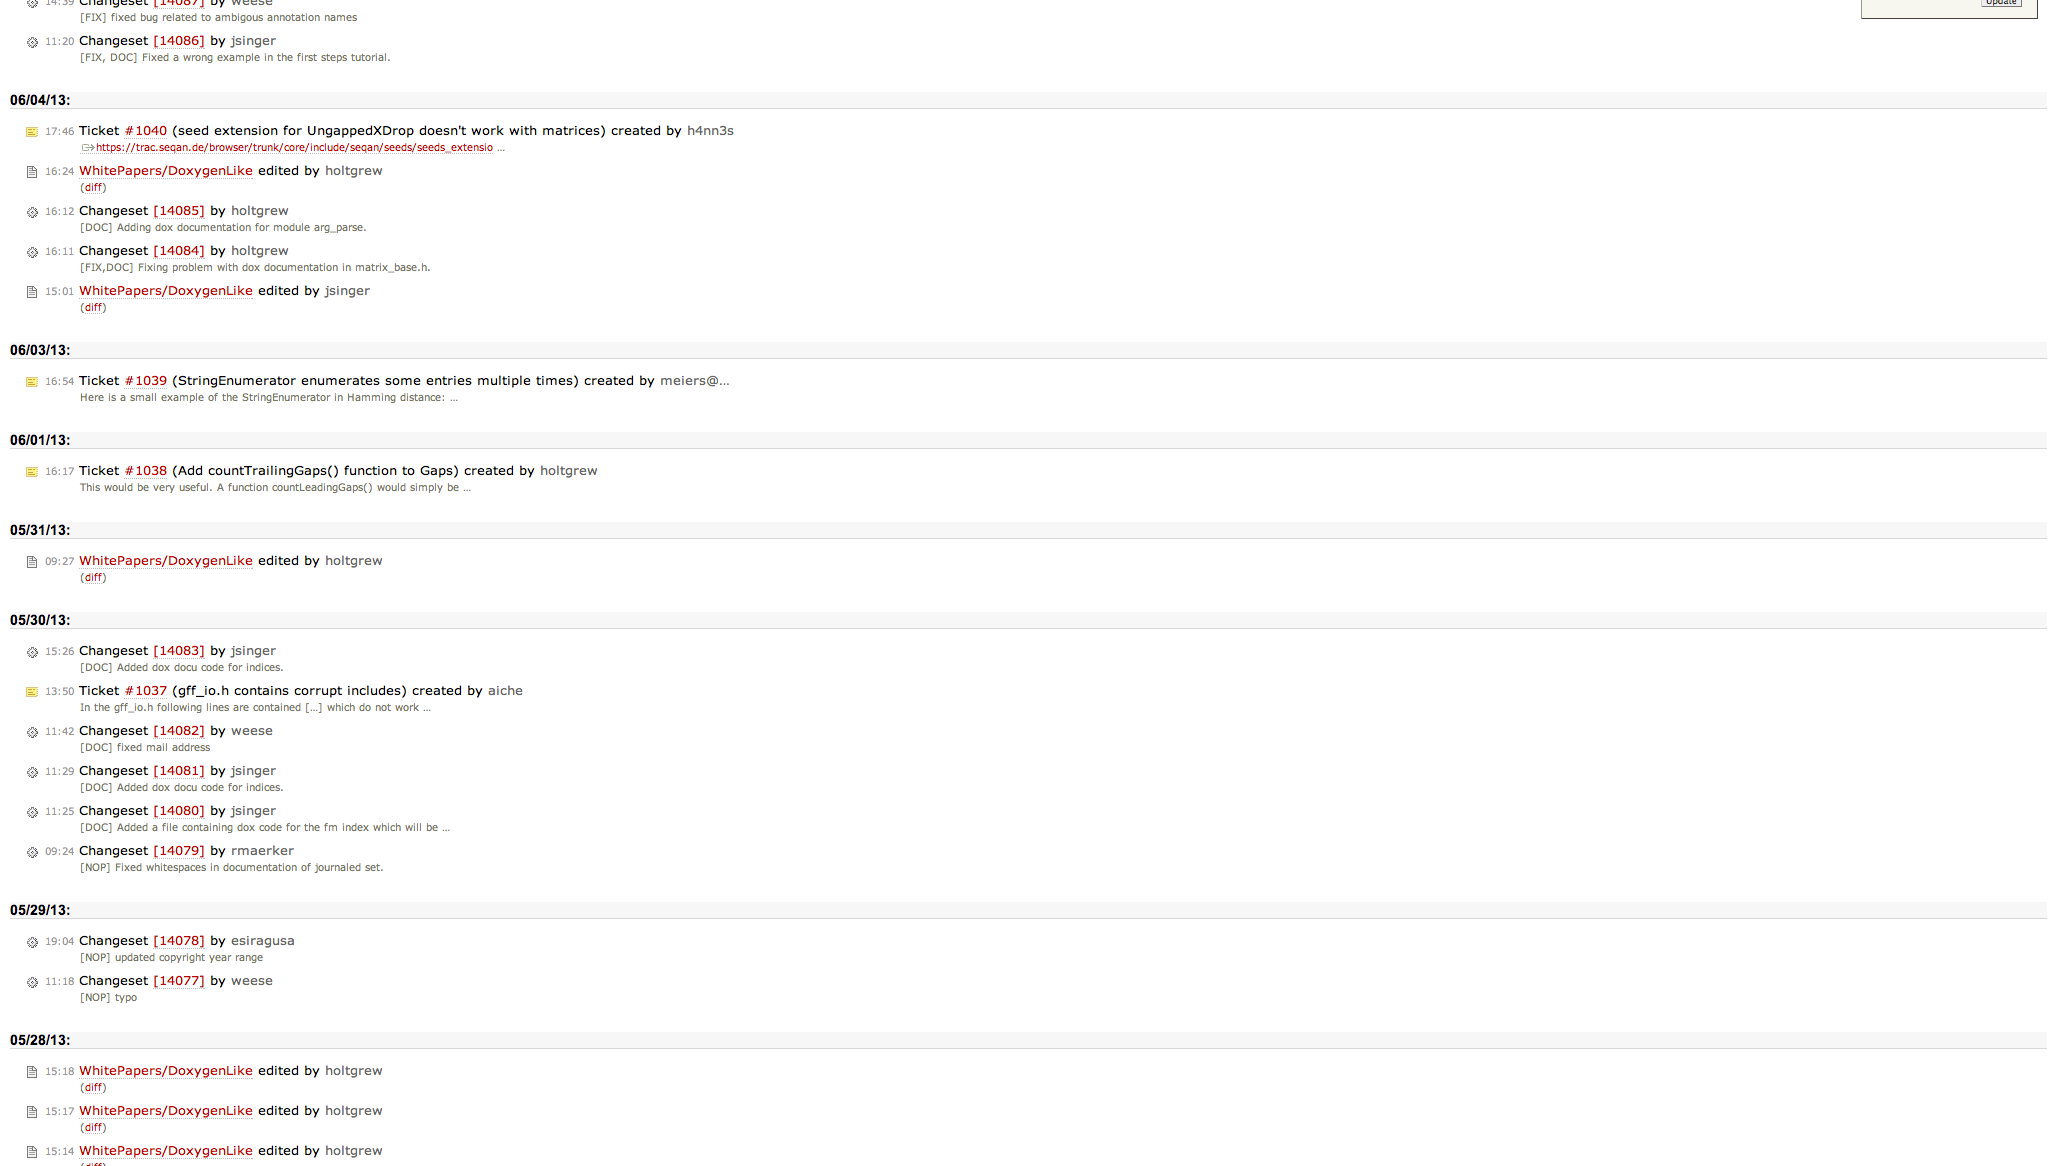 14:39 Changeset [14087] by weese
Update
[FIX] fixed bug related to ambigous annotation names
11:20 Changeset [14086] by jsinger
[FIX, DOC] Fixed a wrong example in the first steps tutorial.
06/04/13:
17:46 Ticket #1040 (seed extension for UngappedXDrop doesn't work with matrices) created by h4nn3s
https://trac.seqan.de/browser/trunk/core/include/seqan/seeds/seeds_extensio ...
16:24 WhitePapers/DoxygenLike edited by holtgrew
(diff)
16:12 Changeset [14085] by holtgrew
[DOC] Adding dox documentation for module arg_parse.
16:11 Changeset [14084] by holtgrew
[FIX,DOC] Fixing problem with dox documentation in matrix_base.h.
15:01 WhitePapers/DoxygenLike edited by jsinger
(diff)
06/03/13:
16:54 Ticket #1039 (StringEnumerator enumerates some entries multiple times) created by meiers@...
Here is a small example of the StringEnumerator in Hamming distance: ...
06/01/13:
16:17 Ticket #1038 (Add countTrailingGaps() function to Gaps) created by holtgrew
This would be very useful. A function countLeadingGaps() would simply be ...
05/31/13:
09:27 WhitePapers/DoxygenLike edited by holtgrew
(diff)
05/30/13:
15:26 Changeset [14083] by jsinger
[DOC] Added dox docu code for indices.
13:50 Ticket #1037 (gff_io.h contains corrupt includes) created by aiche
In the gff_io.h following lines are contained [...] which do not work ...
11:42 Changeset [14082] by weese
[DOC] fixed mail address
11:29 Changeset [14081] by jsinger
[DOC] Added dox docu code for indices.
11:25 Changeset [14080] by jsinger
[DOC] Added a file containing dox code for the fm index which will be ...
09:24 Changeset [14079] by rmaerker
[NOP] Fixed whitespaces in documentation of journaled set.
05/29/13:
19:04 Changeset [14078] by esiragusa
[NOP] updated copyright year range
11:18 Changeset [14077] by weese
[NOP] typo
05/28/13:
15:18 WhitePapers/DoxygenLike edited by holtgrew
(diff)
15:17 WhitePapers/DoxygenLike edited by holtgrew
(diff)
15:14 WhitePapers/DoxygenLike edited by holtgrew
(diff)